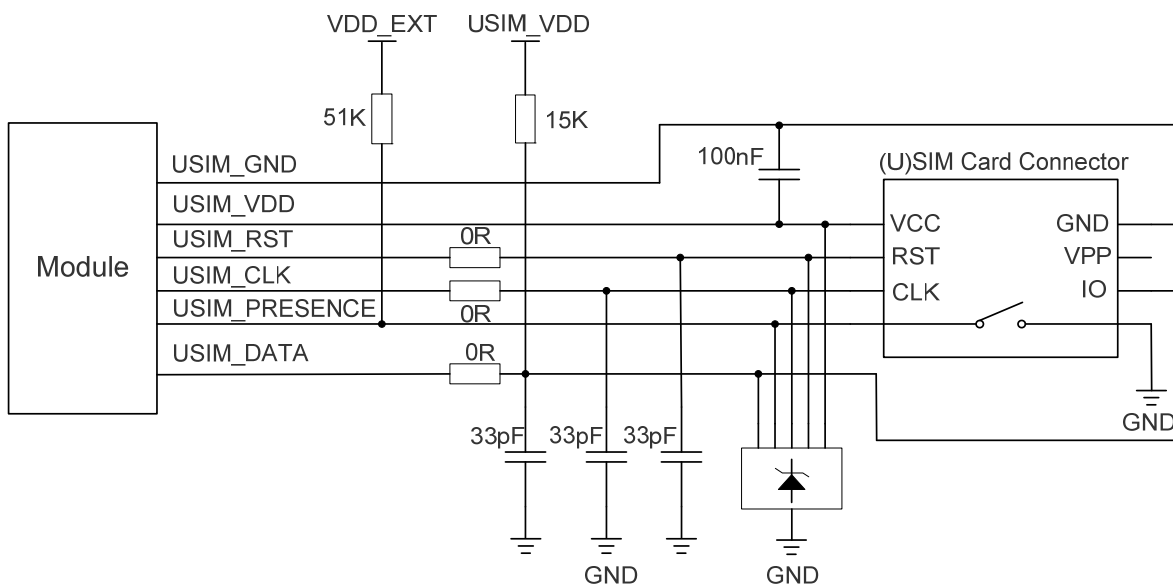 VDD_EXT
USIM_VDD
51K
15K
Module
USIM_GND
USIM_VDD
USIM_RST
USIM_CLK
USIM_PRESENCE
USIM_DATA
0R
0R
0R
100nF
(U)SIM Card Connector
VCC
RST
CLK
GND
VPP
IO
GND
33pF
33pF
33pF
GND
GND